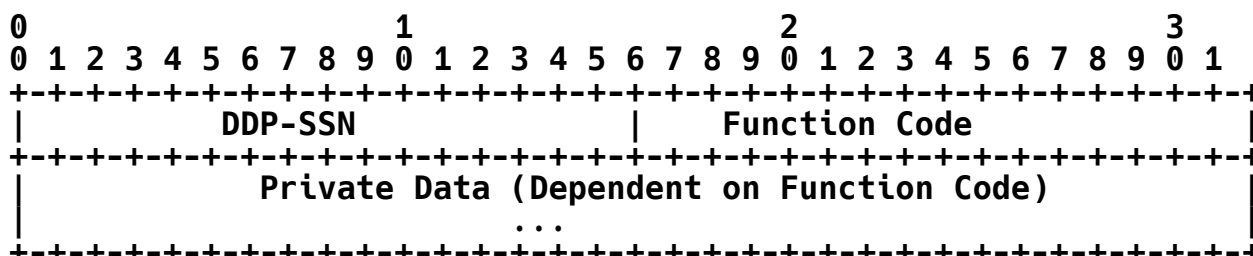 0                   1                   2                   3
0 1 2 3 4 5 6 7 8 9 0 1 2 3 4 5 6 7 8 9 0 1 2 3 4 5 6 7 8 9 0 1
+-+-+-+-+-+-+-+-+-+-+-+-+-+-+-+-+-+-+-+-+-+-+-+-+-+-+-+-+-+-+-+-+
|          DDP-SSN              |    Function Code              |
+-+-+-+-+-+-+-+-+-+-+-+-+-+-+-+-+-+-+-+-+-+-+-+-+-+-+-+-+-+-+-+-+
|            Private Data (Dependent on Function Code)          |
|                         ...                                   |
+-+-+-+-+-+-+-+-+-+-+-+-+-+-+-+-+-+-+-+-+-+-+-+-+-+-+-+-+-+-+-+-+